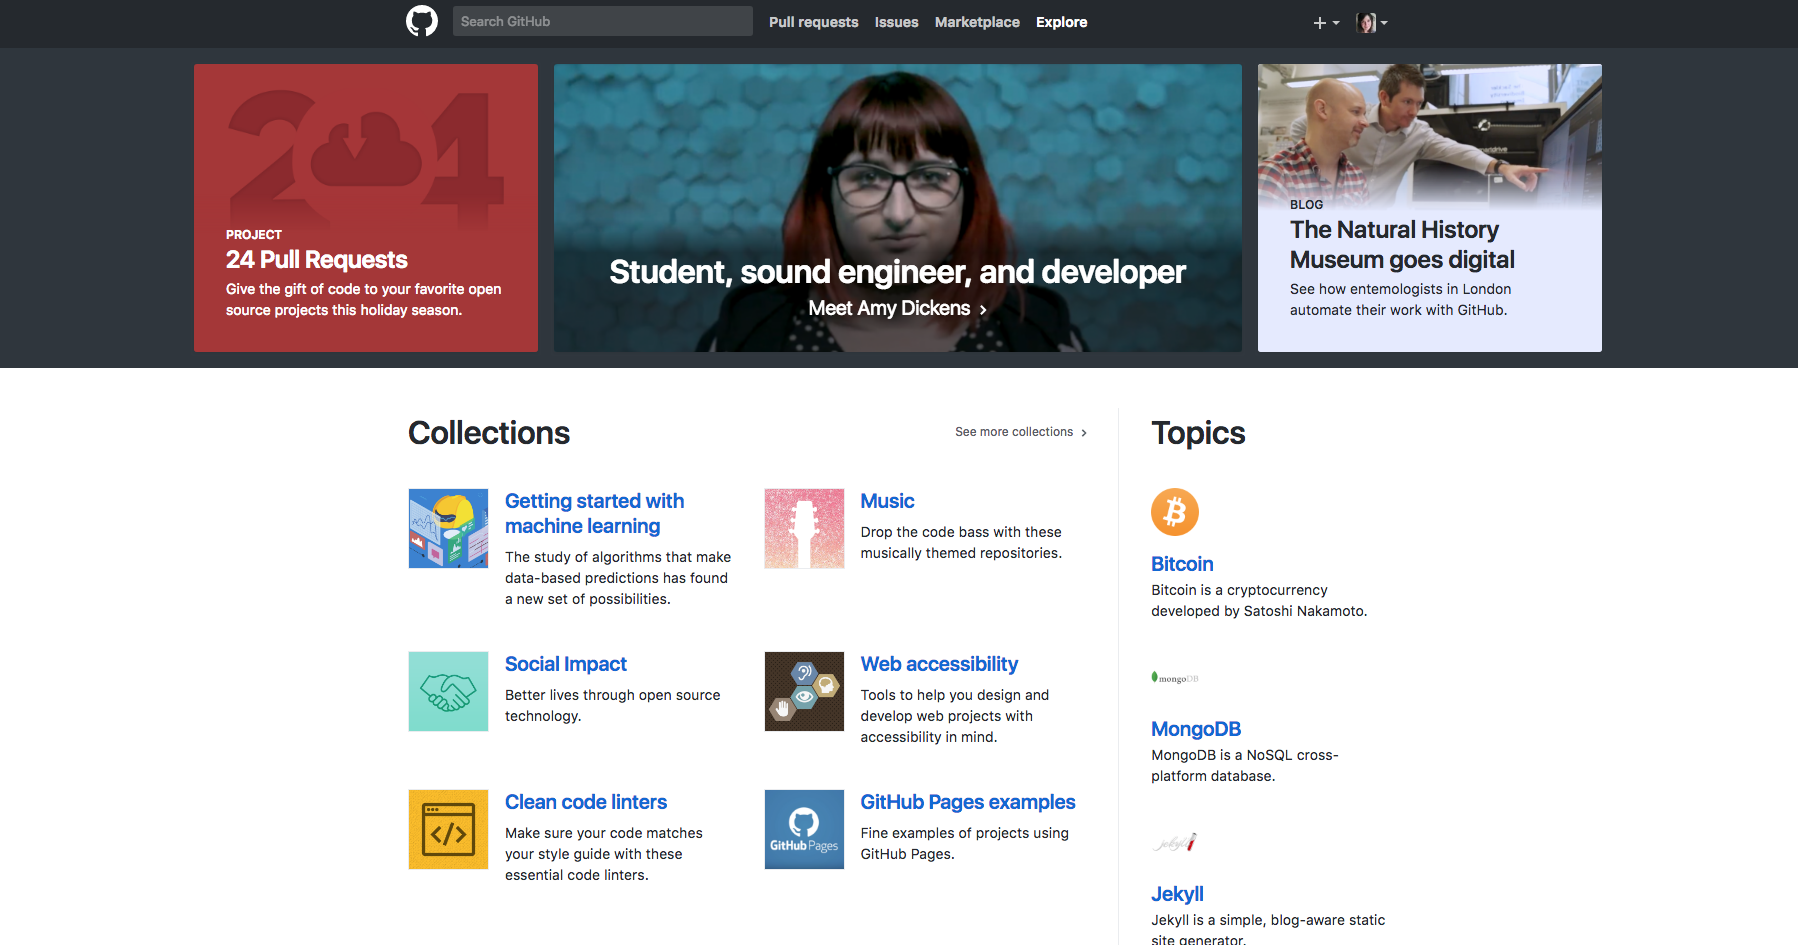 Search GitHub
Pull requests
Issues
Marketplace
Explore
24
PROJECT
24 Pull Requests
Give the gift of code to your favorite open
source projects this holiday season.
Student, sound engineer, and developer
Meet Amy Dickens
BLOG
The Natural History
Museum goes digital
See how entemologists in London
automate their work with GitHub.
Collections
See more collections
Getting started with
machine learning
The study of algorithms that make
data-based predictions has found
a new set of possibilities.
Music
Drop the code bass with these
musically themed repositories.
Social Impact
Better lives through open source
technology.
Web accessibility
Tools to help you design and
develop web projects with
accessibility in mind.
Clean code linters
Make sure your code matches
your style guide with these
essential code linters.
GitHub Pages
GitHub Pages examples
Fine examples of projects using
GitHub Pages.
Topics
Bitcoin
Bitcoin is a cryptocurrency
developed by Satoshi Nakamoto.
mongoDB
MongoDB
MongoDB is a NoSQL cross-
platform database.
jekyll
Jekyll
Jekyll is a simple, blog-aware static
site generator.